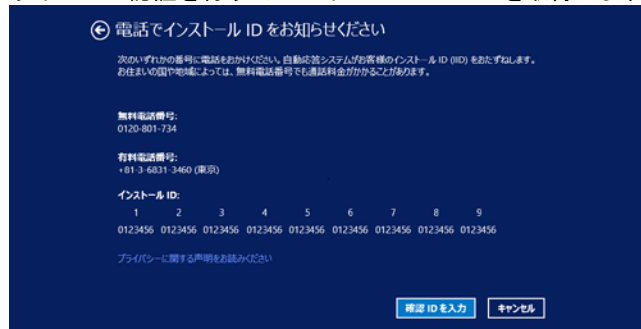 電話でインストール ID をお知らせください
次のいずれかの番号に電話をおかけください。自動応答システムがお客様のインストール ID (IID) をおたずねします。
お住まいの国や地域によっては、無料電話番号でも通話料金がかかることがあります。
無料電話番号:
0120-801-734
有料電話番号:
+81-3-6831-3460 (東京)
インストール ID:
1 2 3 4 5 6 7 8 9
0123456 0123456 0123456 0123456 0123456 0123456 0123456 0123456 0123456
プライバシーに関する声明をお読みください
確認 ID を入力 キャンセル